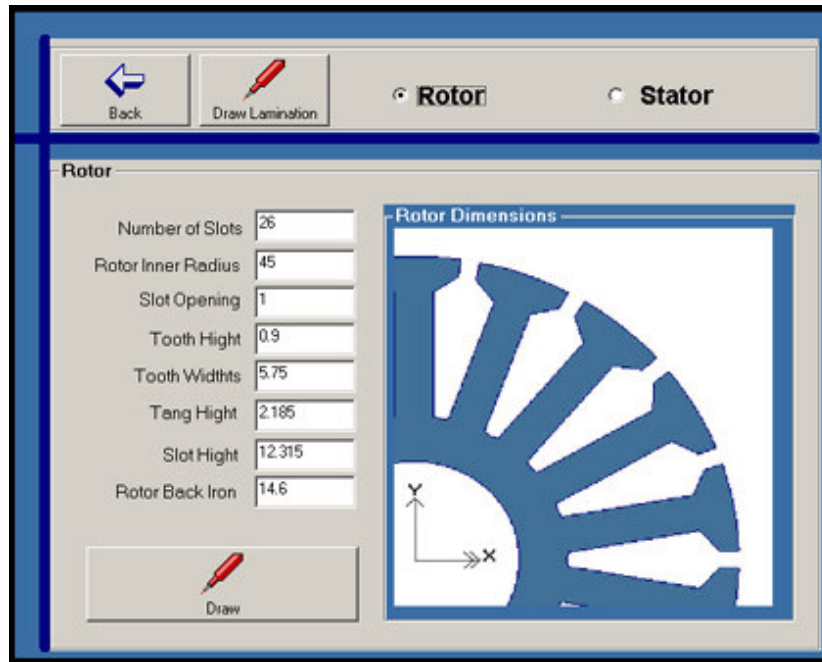 Back
Draw Lamination
Rotor
Stator
Rotor
Number of Slots 26
Rotor Inner Radius 45
Slot Opening 1
Tooth Hight 0.9
Tooth Widthts 5.75
Tang Hight 2.185
Slot Hight 12.315
Rotor Back Iron 14.6
Draw
Rotor Dimensions
Y
X